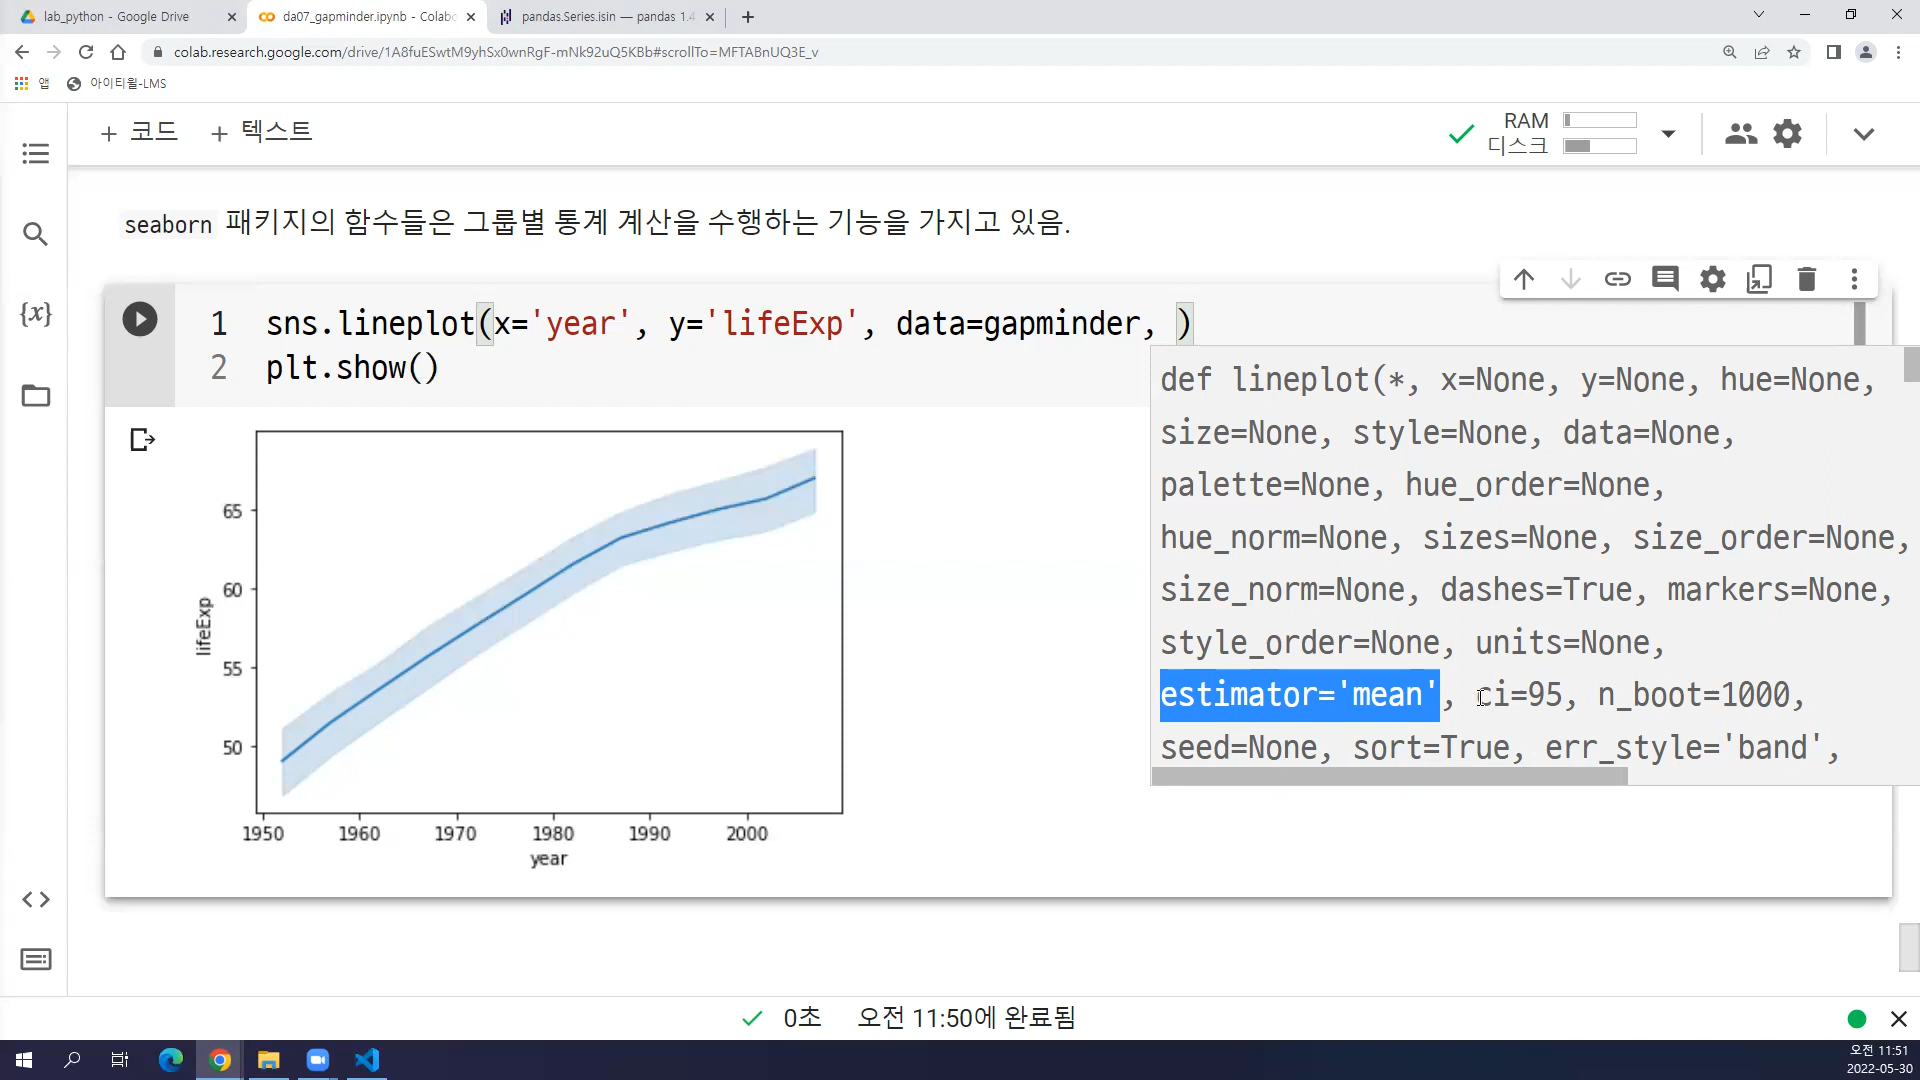 lab_python - Google Drive
da07_gapminder.ipynb - Colabo
pandas.Series.isin — pandas 1.4
colab.research.google.com/drive/1A8fuESwtM9yhSx0wnRgF-mNk92uQ5KBb#scrollTo=MFTABnUQ3E_v
앱
아이티윌-LMS
+ 코드
+ 텍스트
RAM
디스크
seaborn 패키지의 함수들은 그룹별 통계 계산을 수행하는 기능을 가지고 있음.
1 sns.lineplot(x='year', y='lifeExp', data=gapminder, )
2 plt.show()
def lineplot(*, x=None, y=None, hue=None,
size=None, style=None, data=None,
palette=None, hue_order=None,
hue_norm=None, sizes=None, size_order=None,
size_norm=None, dashes=True, markers=None,
style_order=None, units=None,
estimator='mean', ci=95, n_boot=1000,
seed=None, sort=True, err_style='band',
65
60
55
50
lifeExp
1950 1960 1970 1980 1990 2000
year
{x}
0초 오전 11:50에 완료됨
오전 11:51
2022-05-30